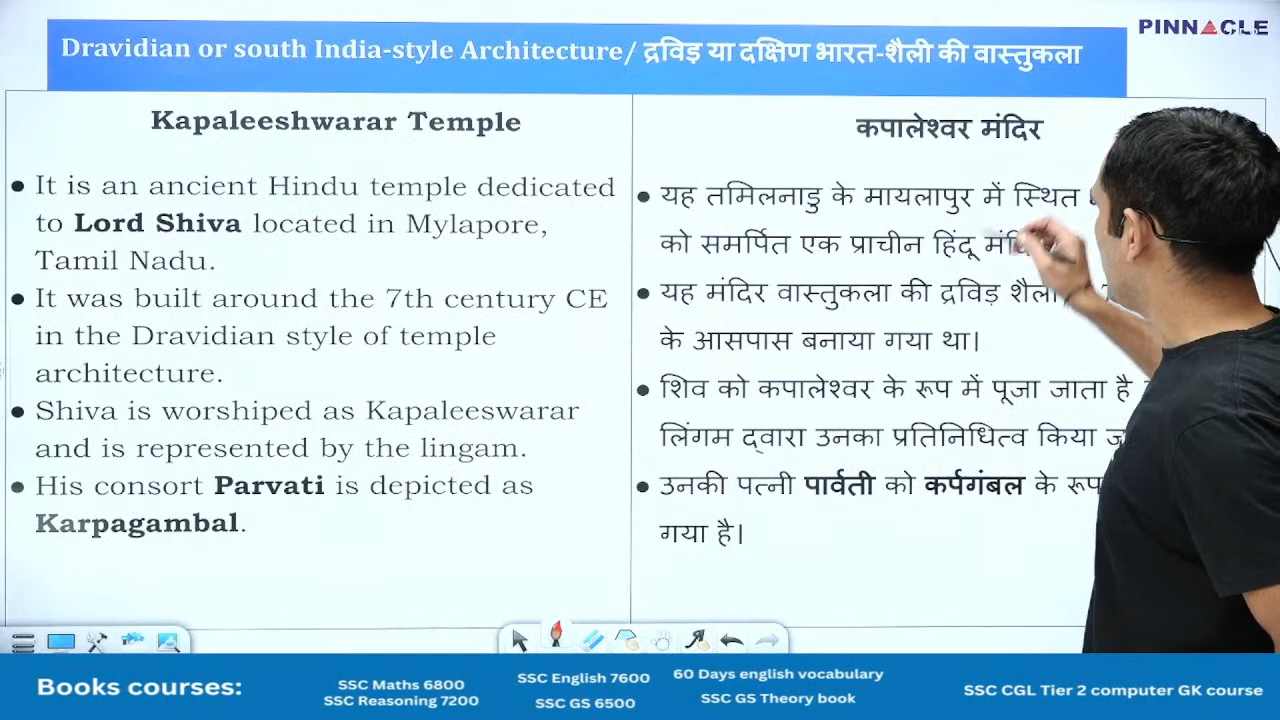 PINNACLE
Dravidian or south India-style Architecture/ द्रविड़ या दक्षिण भारत-शैली की वास्तुकला
Kapaleeshwarar Temple
It is an ancient Hindu temple dedicated
to Lord Shiva located in Mylapore,
Tamil Nadu.
It was built around the 7th century CE
in the Dravidian style of temple
architecture.
Shiva is worshiped as Kapaleeswarar
and is represented by the lingam.
His consort Parvati is depicted as
Karpagambal.
कपालेश्वर मंदिर
यह तमिलनाडु के मायलापुर में स्थित
को समर्पित एक प्राचीन हिंदू
यह मंदिर वास्तुकला की द्रविड़ शैली
के आसपास बनाया गया था।
शिव को कपालेश्वर के रूप में पूजा जाता है
लिंगम द्वारा उनका प्रतिनिधित्व किया
उनकी पत्नी पार्वती को कर्पगंबल के रूप
गया है।
Books courses:
SSC Maths 6800
SSC Reasoning 7200
SSC English 7600
SSC GS 6500
60 Days english vocabulary
SSC GS Theory book
SSC CGL Tier 2 computer GK course